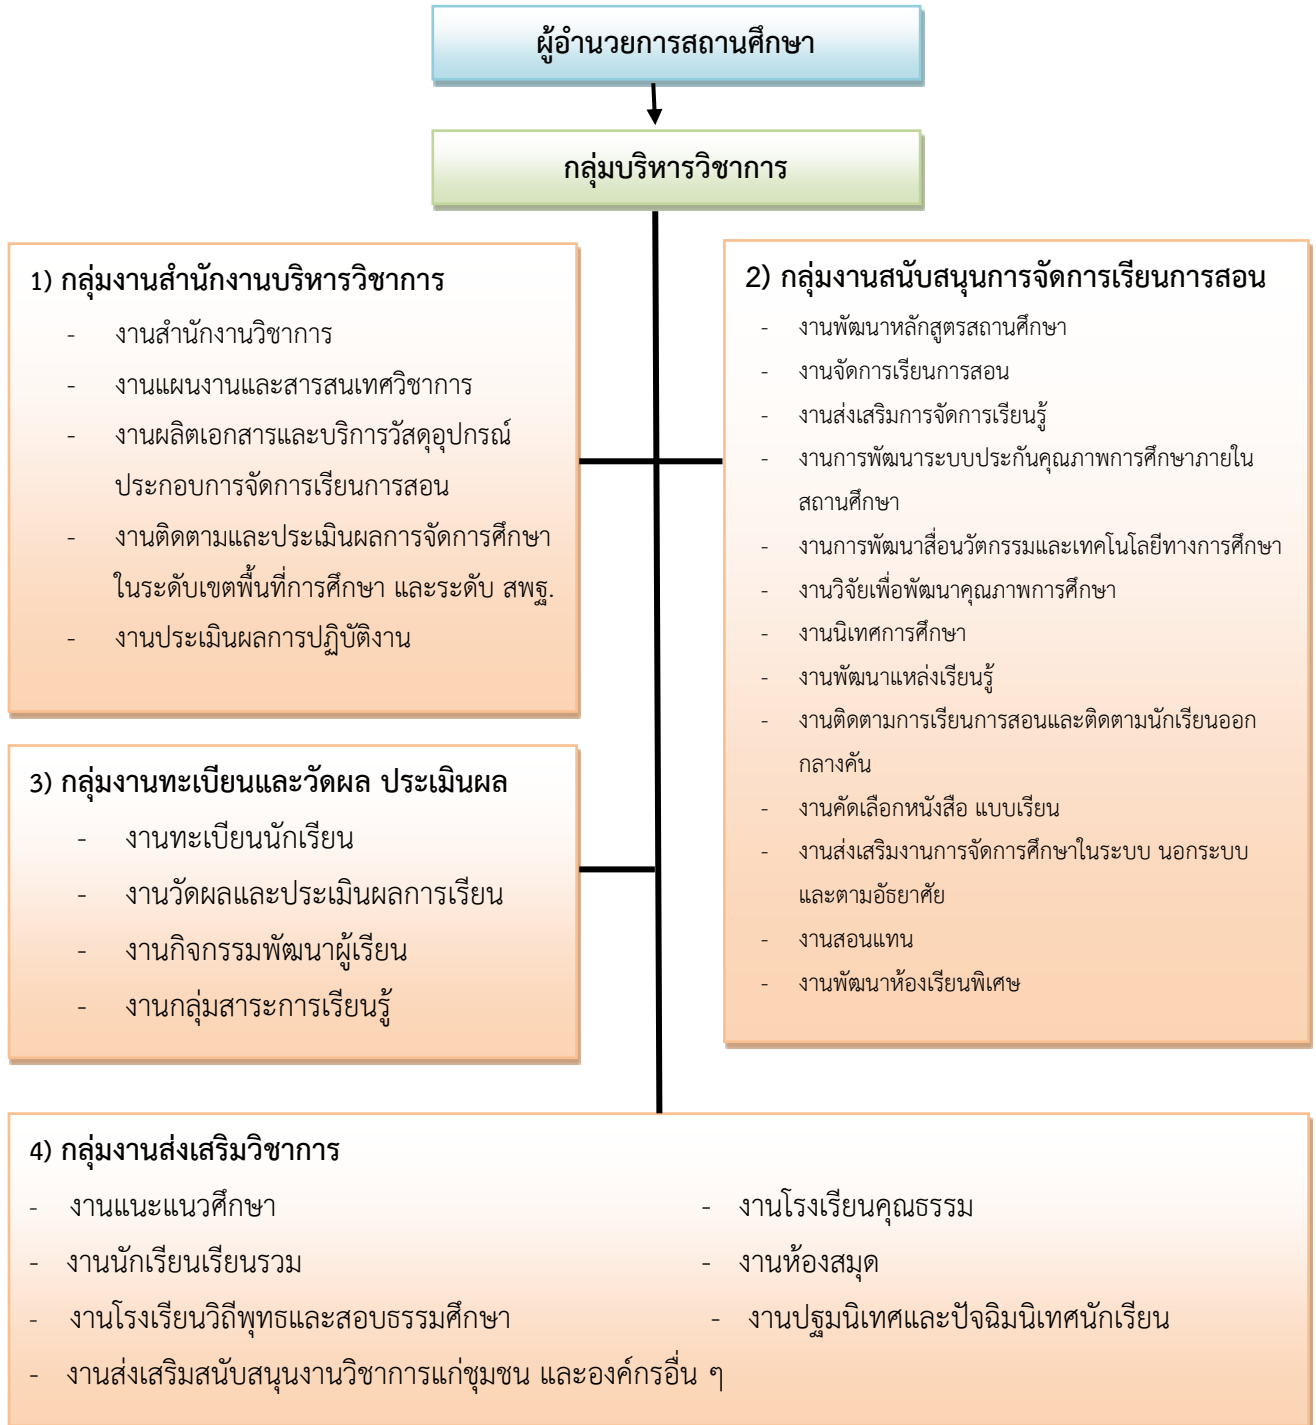 ผู้อำนวยการสถานศึกษา
กลุ่มบริหารวิชาการ
1) กลุ่มงานสำนักงานบริหารวิชาการ
- งานสำนักงานวิชาการ
- งานแผนงานและสารสนเทศวิชาการ
- งานผลิตเอกสารและบริการวัสดุอุปกรณ์
ประกอบการจัดการเรียนการสอน
- งานติดตามและประเมินผลการจัดการศึกษา
ในระดับเขตพื้นที่การศึกษา และระดับ สพฐ.
- งานประเมินผลการปฏิบัติงาน
2) กลุ่มงานสนับสนุนการจัดการเรียนการสอน
- งานพัฒนาหลักสูตรสถานศึกษา
- งานจัดการเรียนการสอน
- งานส่งเสริมการจัดการเรียนรู้
- งานการพัฒนาระบบประกันคุณภาพการศึกษาภายใน
สถานศึกษา
- งานการพัฒนาสื่อนวัตกรรมและเทคโนโลยีทางการศึกษา
- งานวิจัยเพื่อพัฒนาคุณภาพการศึกษา
- งานนิเทศการศึกษา
- งานพัฒนาแหล่งเรียนรู้
- งานติดตามการเรียนการสอนและติดตามนักเรียนออก
กลางคัน
- งานคัดเลือกหนังสือ แบบเรียน
- งานส่งเสริมงานการจัดการศึกษาในระบบ นอกระบบ
และตามอัธยาศัย
- งานสอนแทน
- งานพัฒนาห้องเรียนพิเศษ
3) กลุ่มงานทะเบียนและวัดผล ประเมินผล
- งานทะเบียนนักเรียน
- งานวัดผลและประเมินผลการเรียน
- งานกิจกรรมพัฒนาผู้เรียน
- งานกลุ่มสาระการเรียนรู้
4) กลุ่มงานส่งเสริมวิชาการ
- งานแนะแนวศึกษา
- งานโรงเรียนคุณธรรม
- งานนักเรียนเรียนรวม
- งานห้องสมุด
- งานโรงเรียนวิถีพุทธและสอบธรรมศึกษา
- งานปฐมนิเทศและปัจฉิมนิเทศนักเรียน
- งานส่งเสริมสนับสนุนงานวิชาการแก่ชุมชน และองค์กรอื่น ๆ